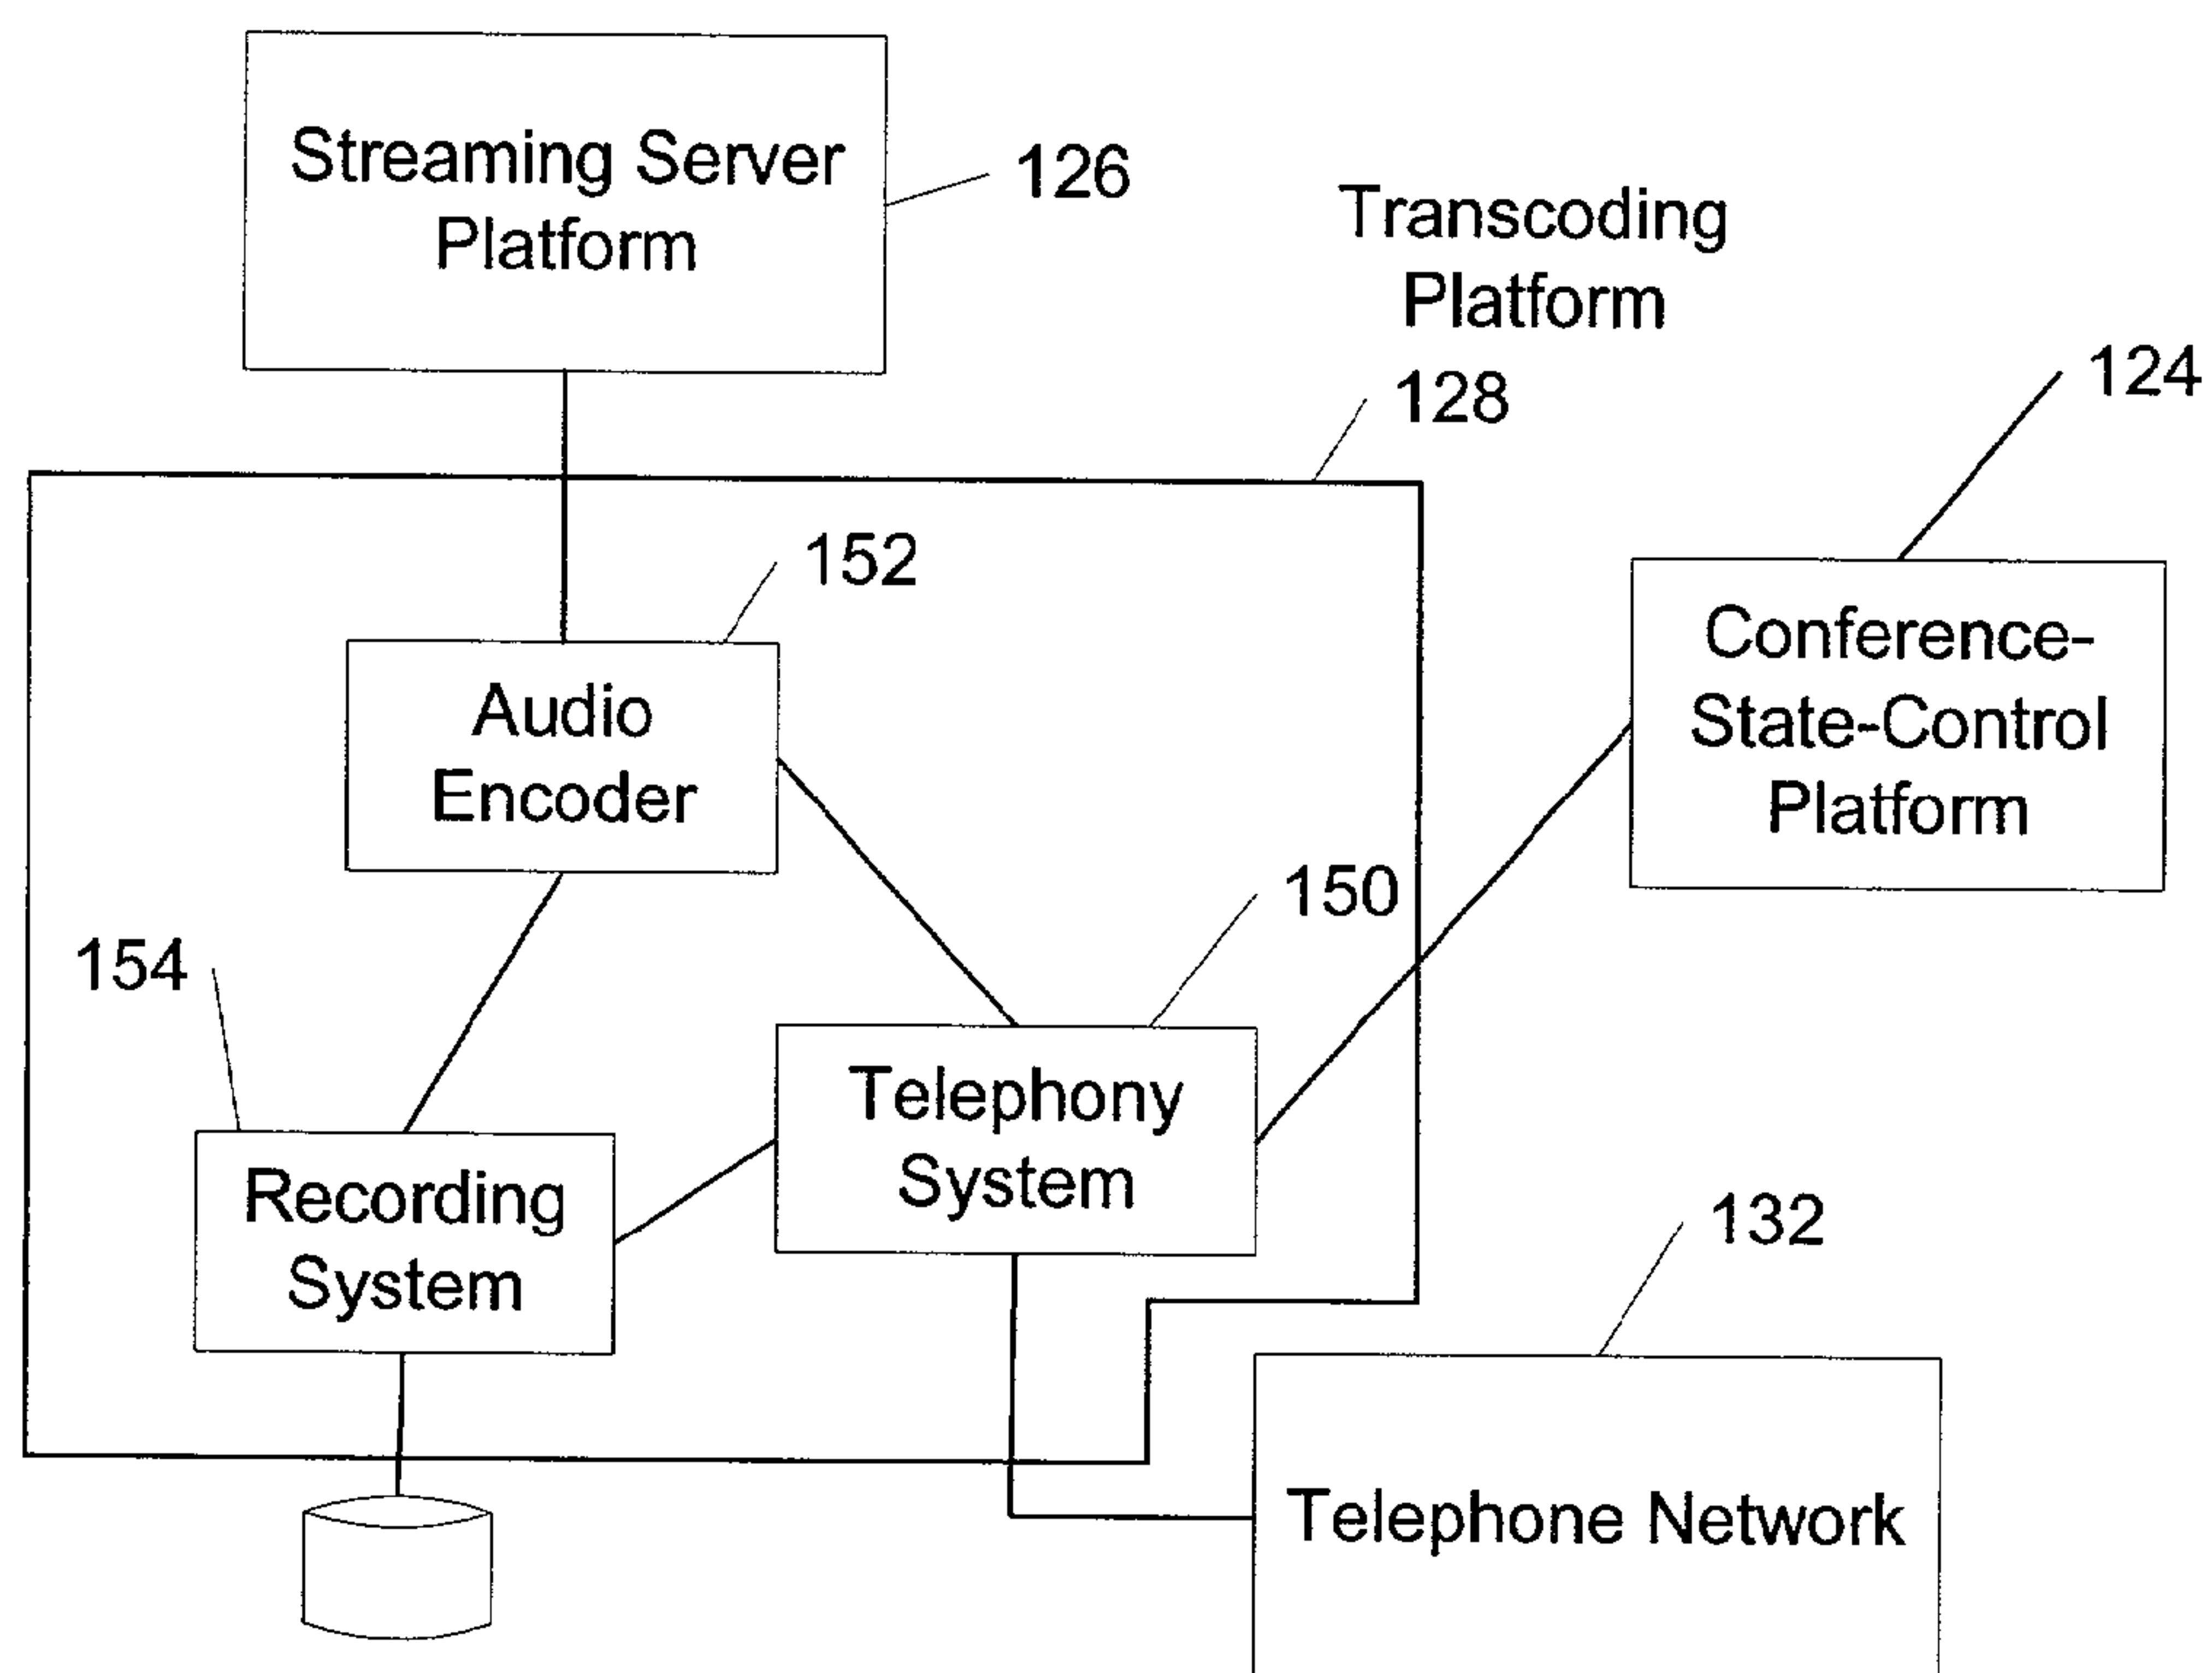 Streaming Server
Platform
126
Transcoding
Platform
128
124
152
Audio
Encoder
Conference-
State-Control
Platform
150
154
Telephony
System
Recording
System
132
Telephone Network